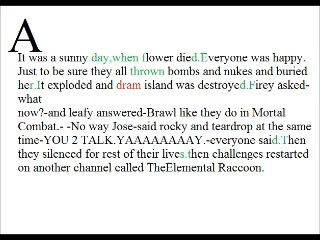 A
It was a sunny day,when flower died.Everyone was happy.
Just to be sure they all thrown bombs and nukes and buried
her.It exploded and dram island was destroyed.Firey asked-
what
now?-and leafy answered-Brawl like they do in Mortal
Combat.- -No way Jose-said rocky and teardrop at the same
time-YOU 2 TALK.YAAAAAAAY.-everyone said.Then
they silenced for rest of their lives.then challenges restarted
on another channel called TheElemental Raccoon.